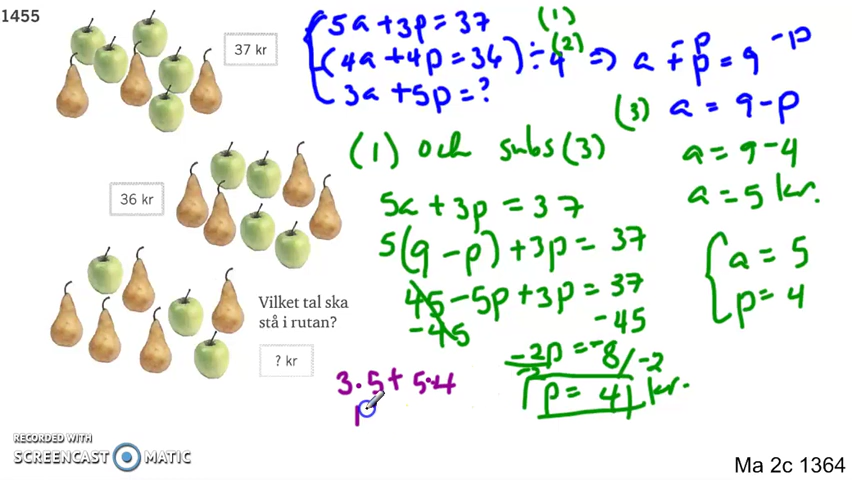 1455
37 kr
36 kr
Vilket tal ska
stå i rutan?
? kr
5a + 3p = 37 (1)
(4a + 4p = 36) ÷ 4 (2) => a + p = 9
-p -p
3a + 5p = ?
(3) a = 9 - p
(1) och subs (3)
a = 9 - 4
a = 5 kr.
5a + 3p = 37
5(9 - p) + 3p = 37
45 - 5p + 3p = 37
-45 -45
-2p = -8 / -2
-2
p = 4 kr.
a = 5
p = 4
3·5 + 5·4
RECORDED WITH
SCREENCAST MATIC
Ma 2c 1364